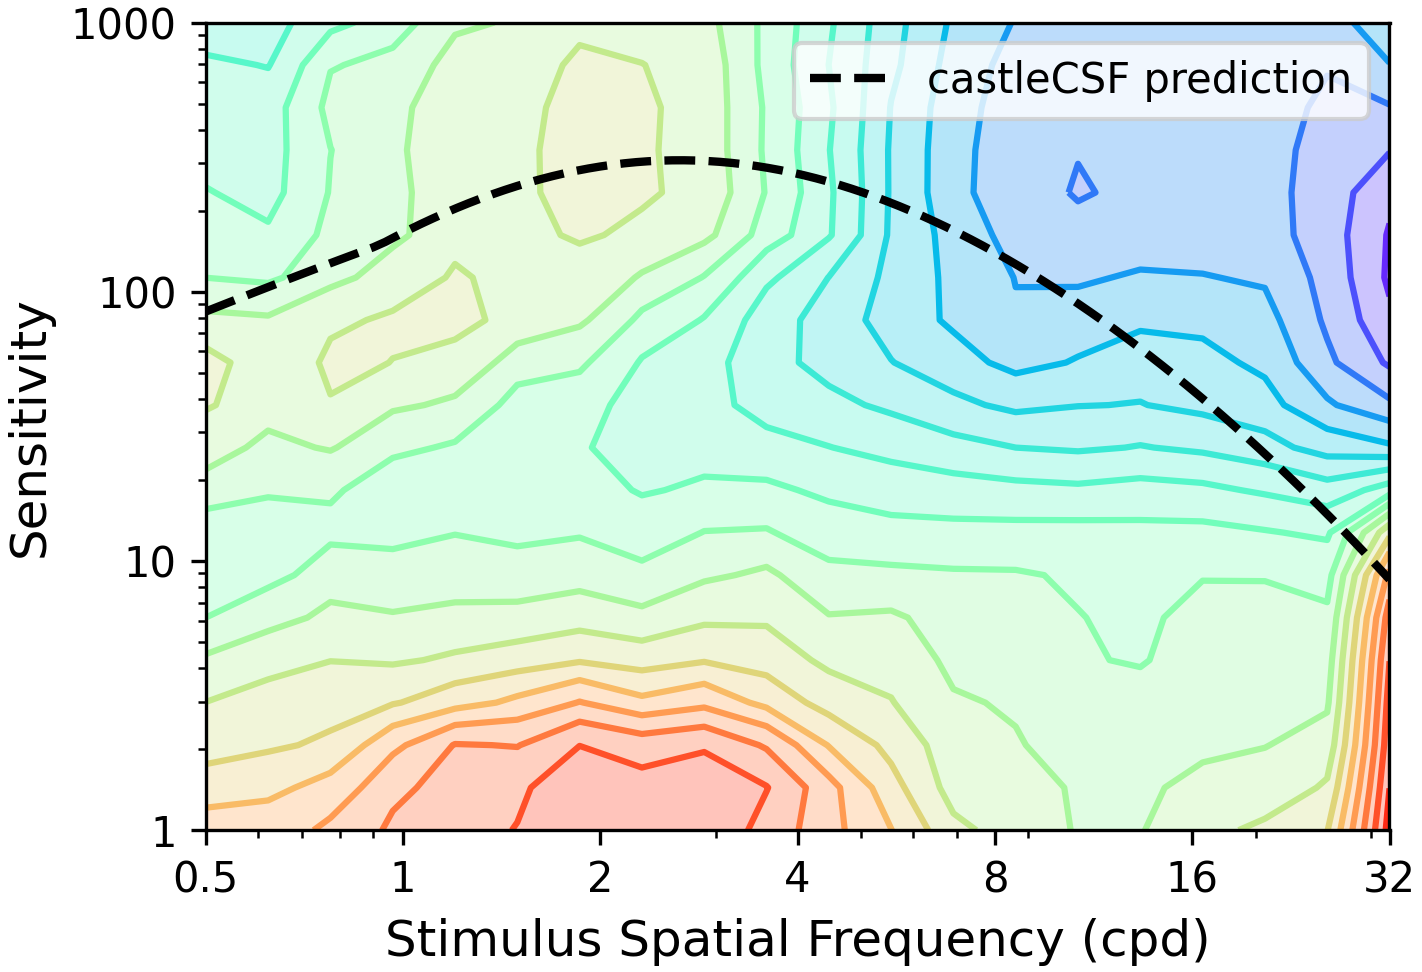 1000
castleCSF prediction
100
Sensitivity
10
1
0.5 1 2 4 8 16 32
Stimulus Spatial Frequency (cpd)